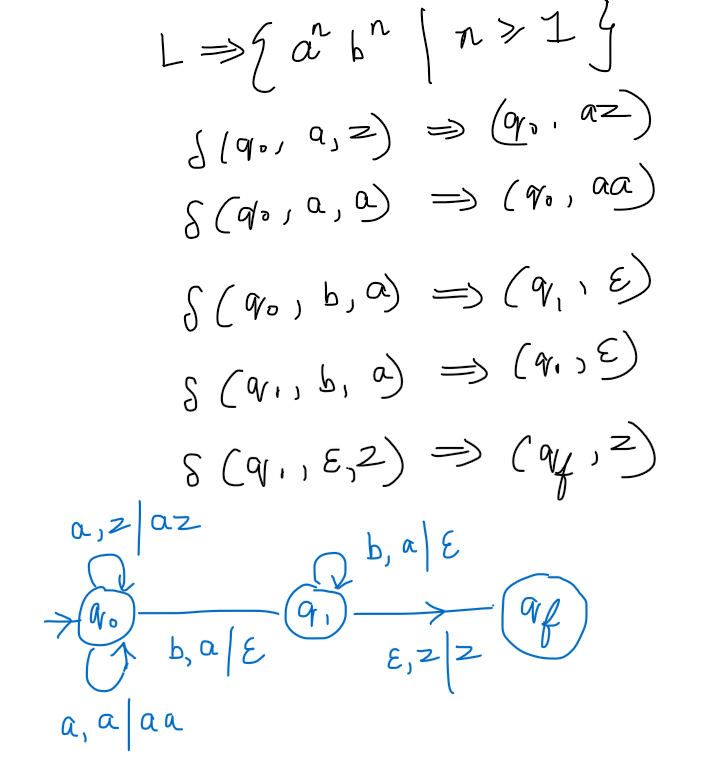 L ⇒ { aⁿ bⁿ | n ≥ 1 }
δ(q₀, a, z) ⇒ (q₀, az)
δ(q₀, a, a) ⇒ (q₀, aa)
δ(q₀, b, a) ⇒ (q₁, ε)
δ(q₁, b, a) ⇒ (q₁, ε)
δ(q₁, ε, z) ⇒ (q_f, z)
a, z | az
b, a | ε
q₀
q₁
q_f
b, a | ε
ε, z | z
a, a | aa